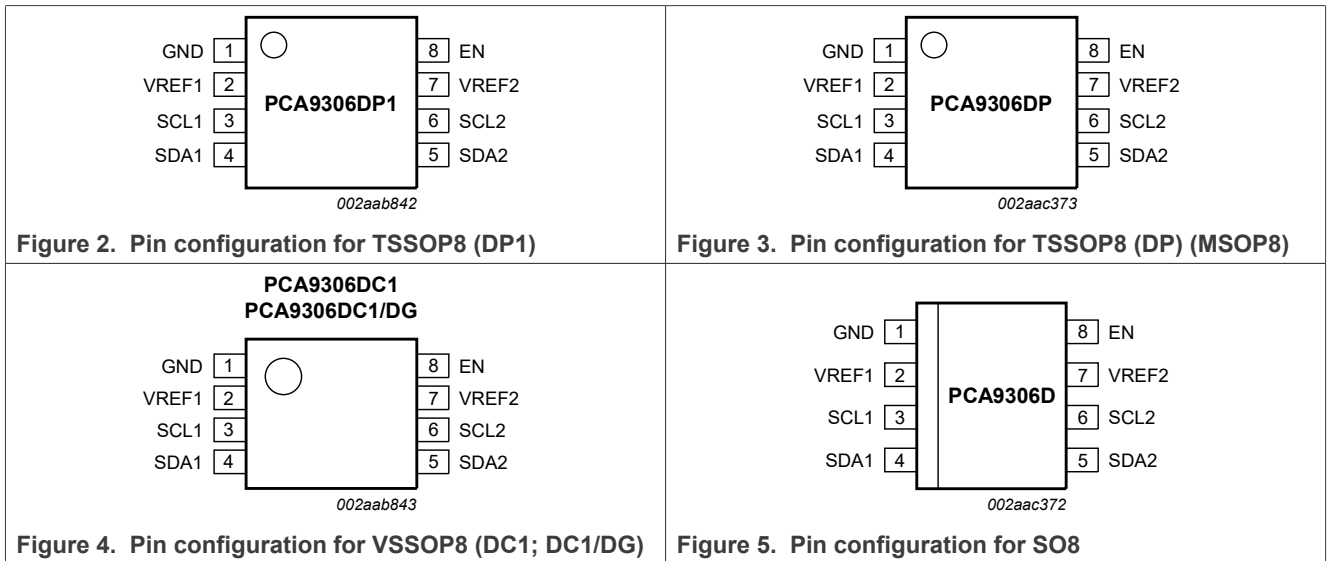 GND 1 8 EN
VREF1 2 7 VREF2
PCA9306DP1
SCL1 3 6 SCL2
SDA1 4 5 SDA2
002aab842
Figure 2. Pin configuration for TSSOP8 (DP1)
GND 1 8 EN
VREF1 2 7 VREF2
PCA9306DP
SCL1 3 6 SCL2
SDA1 4 5 SDA2
002aac373
Figure 3. Pin configuration for TSSOP8 (DP) (MSOP8)
PCA9306DC1
PCA9306DC1/DG
GND 1 8 EN
VREF1 2 7 VREF2
SCL1 3 6 SCL2
SDA1 4 5 SDA2
002aab843
Figure 4. Pin configuration for VSSOP8 (DC1; DC1/DG)
GND 1 8 EN
VREF1 2 7 VREF2
PCA9306D
SCL1 3 6 SCL2
SDA1 4 5 SDA2
002aac372
Figure 5. Pin configuration for SO8